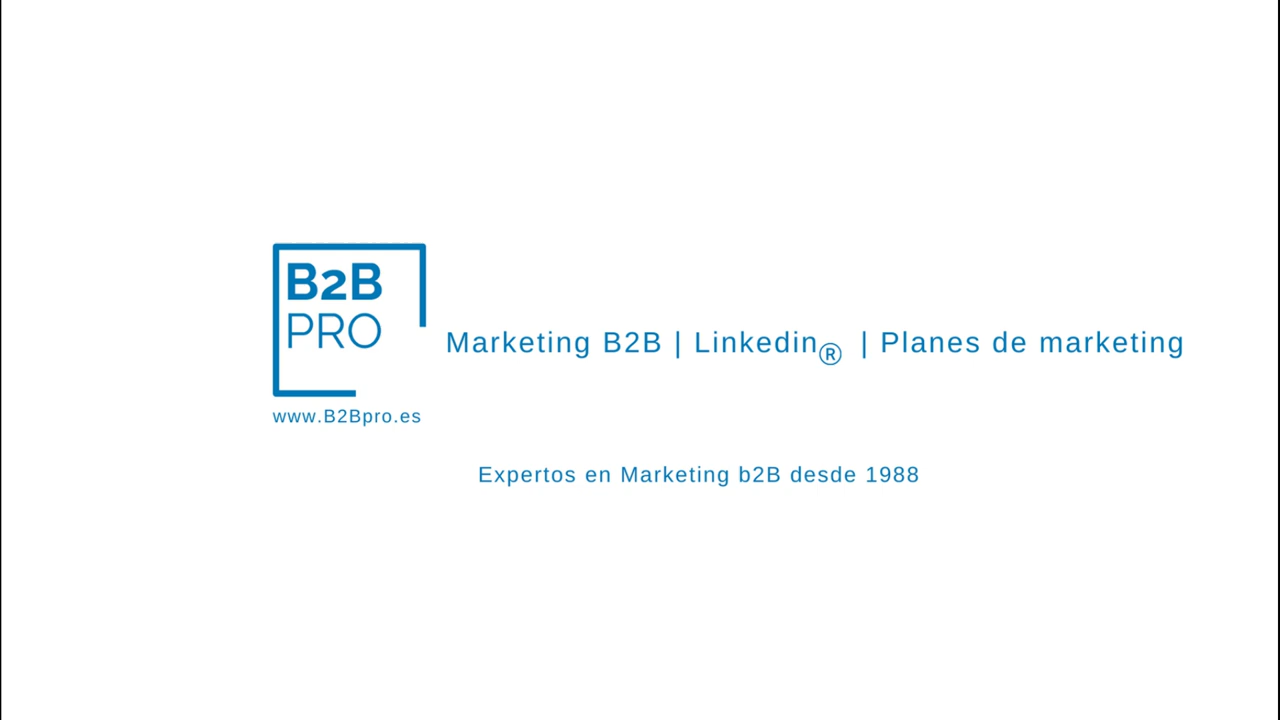 B2B
PRO
Marketing B2B | Linkedin® | Planes de marketing
www.B2Bpro.es
Expertos en Marketing b2B desde 1988